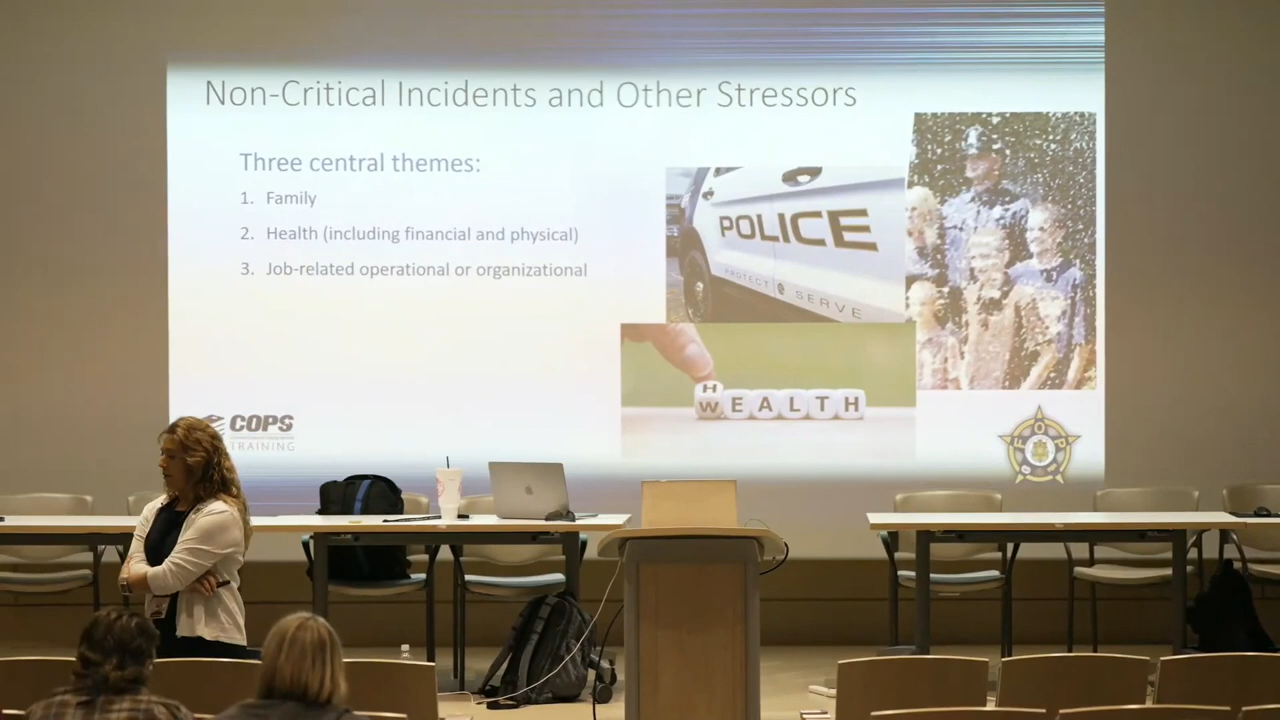 Non-Critical Incidents and Other Stressors
Three central themes:
1. Family
2. Health (including financial and physical)
3. Job-related operational or organizational
POLICE
PROTECT & SERVE
H
WEALTH
COPS
TRAINING
FOP